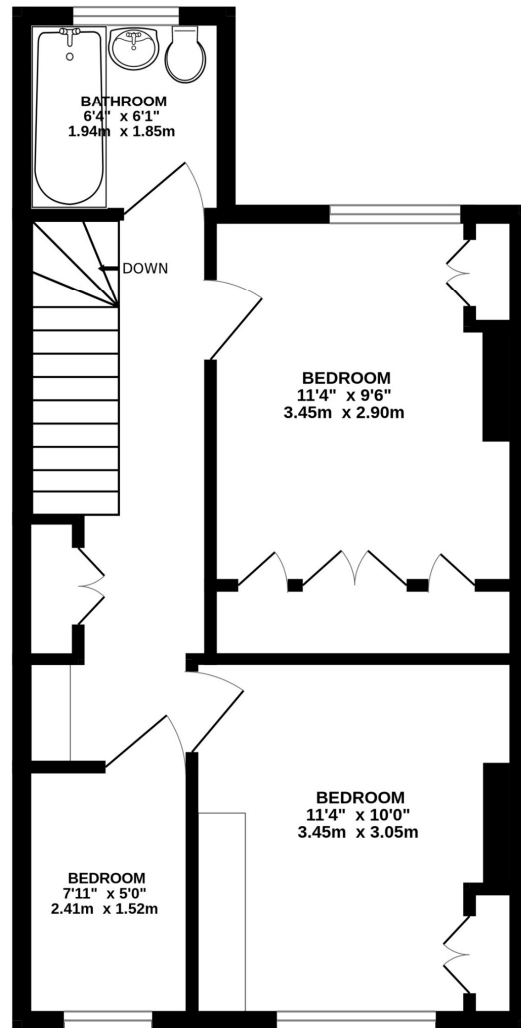 BATHROOM
6'4" x 6'1"
1.94m x 1.85m
DOWN
BEDROOM
11'4" x 9'6"
3.45m x 2.90m
BEDROOM
11'4" x 10'0"
3.45m x 3.05m
BEDROOM
7'11" x 5'0"
2.41m x 1.52m